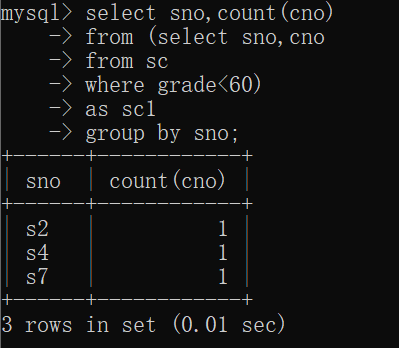 mysql> select sno,count(cno)
-> from (select sno,cno
-> from sc
-> where grade<60)
-> as sc1
-> group by sno;
+------+------------+
| sno | count(cno) |
+------+------------+
| s2 | 1 |
| s4 | 1 |
| s7 | 1 |
+------+------------+
3 rows in set (0.01 sec)